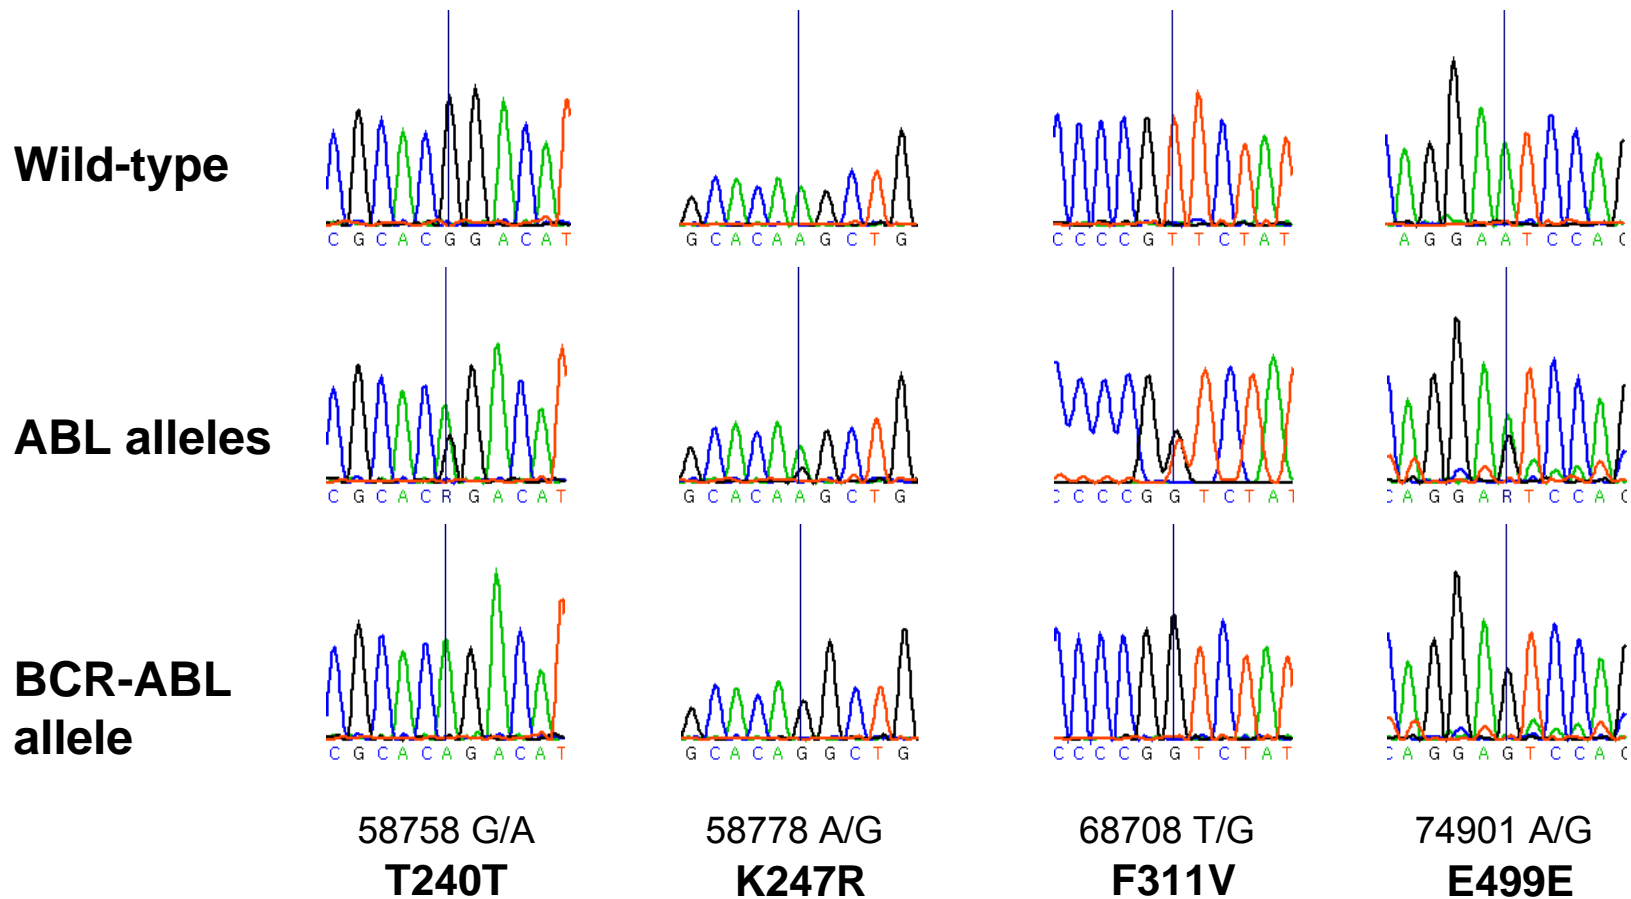 Wild-type
C G C A C G G A C A T
G C A C A A G C T G
C C C C G T T C T A T
A G G A A T C C A G
ABL alleles
C G C A C R G A C A T
G C A C A A G C T G
C C C C G G T C T A T
C A G G A R T C C A G
BCR-ABL
allele
C G C A C A G A C A T
G C A C A G G C T G
C C C C G G T C T A T
C A G G A G T C C A G
58758 G/A
T240T
58778 A/G
K247R
68708 T/G
F311V
74901 A/G
E499E